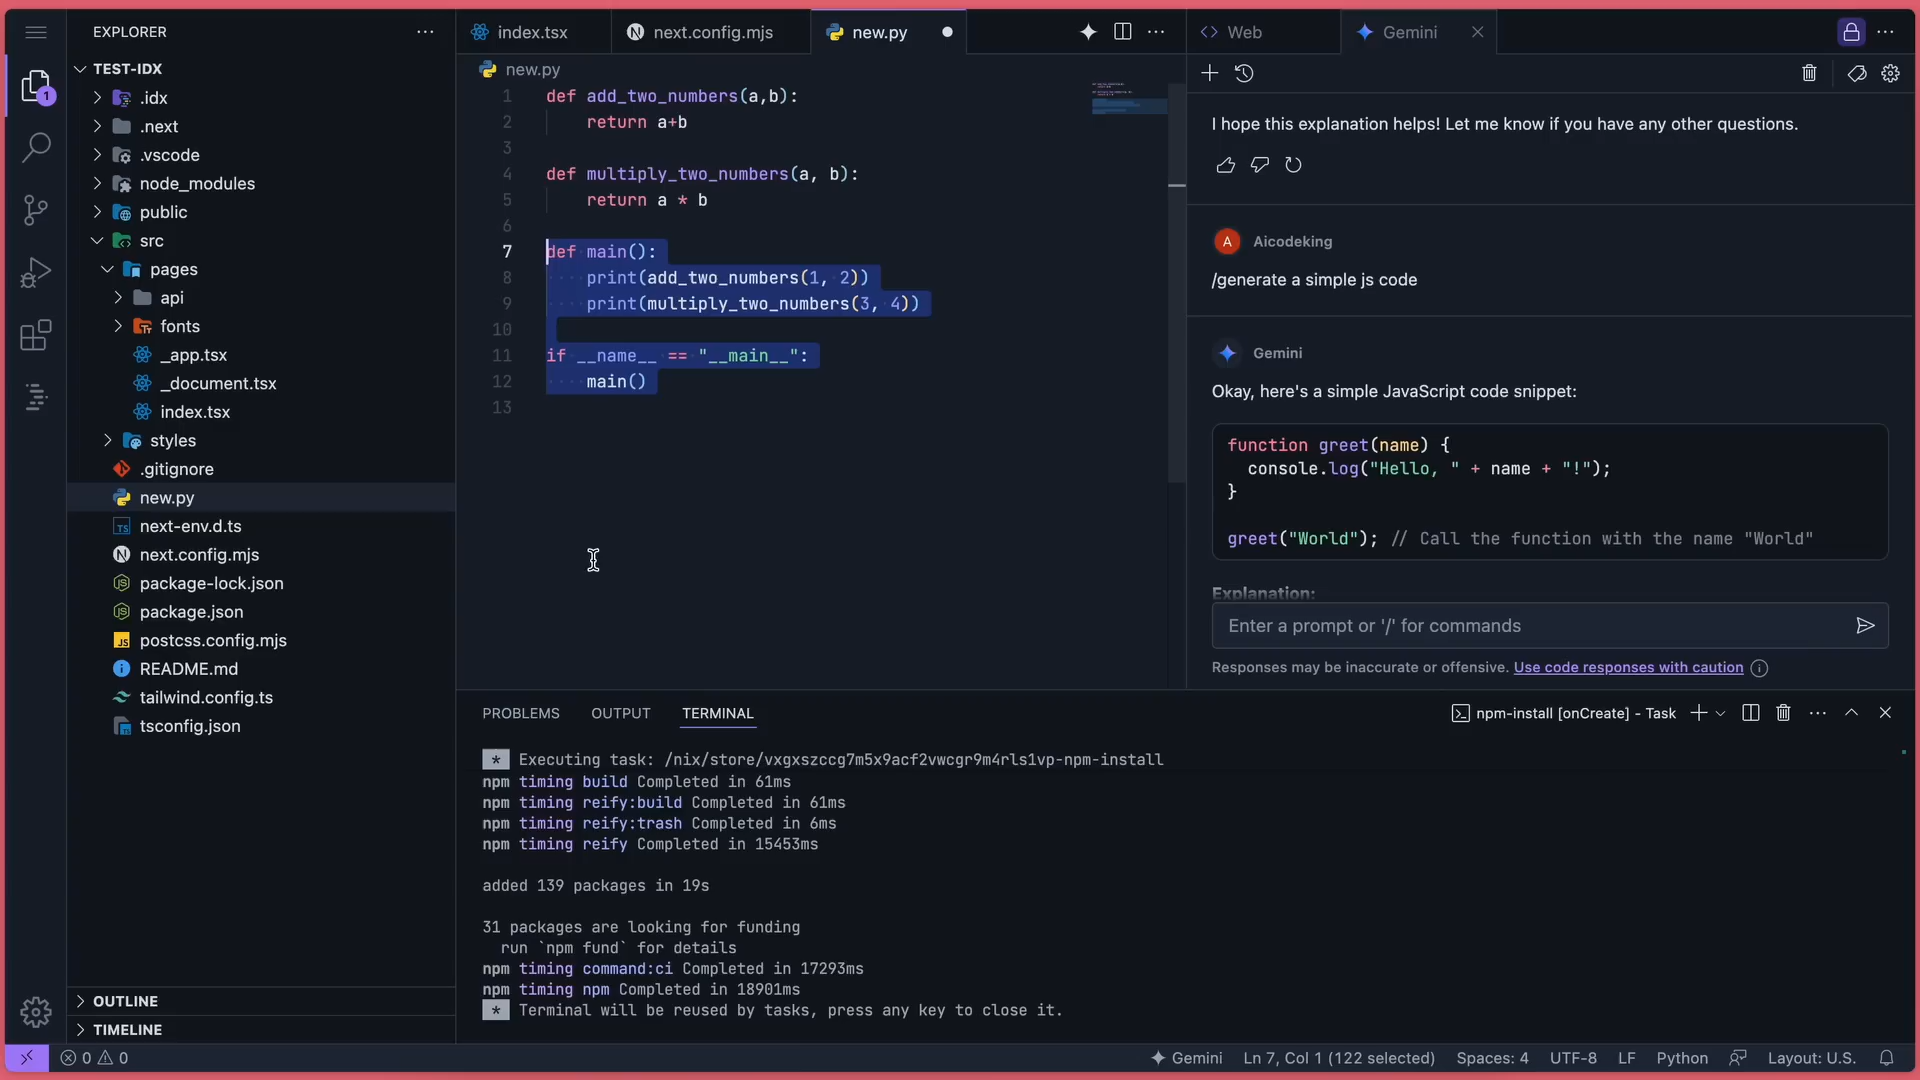 EXPLORER
TEST-IDX
.idx
.next
.vscode
node_modules
public
src
pages
api
fonts
_app.tsx
_document.tsx
index.tsx
styles
.gitignore
new.py
next-env.d.ts
next.config.mjs
package-lock.json
package.json
postcss.config.mjs
README.md
tailwind.config.ts
tsconfig.json
OUTLINE
TIMELINE
1
index.tsx
next.config.mjs
new.py
new.py
1 def add_two_numbers(a,b):
2 return a+b
3
4 def multiply_two_numbers(a, b):
5 return a * b
6
7 def main():
8 print(add_two_numbers(1, 2))
9 print(multiply_two_numbers(3, 4))
10
11 if __name__ == "__main__":
12 main()
13
Web
Gemini
I hope this explanation helps! Let me know if you have any other questions.
A Aicodeking
/generate a simple js code
Gemini
Okay, here's a simple JavaScript code snippet:
function greet(name) {
console.log("Hello, " + name + "!");
}
greet("World"); // Call the function with the name "World"
Explanation:
Enter a prompt or '/' for commands
Responses may be inaccurate or offensive. Use code responses with caution
PROBLEMS OUTPUT TERMINAL
npm-install [onCreate] - Task
* Executing task: /nix/store/vxgxszccg7m5x9acf2vwcgr9m4rls1vp-npm-install
npm timing build Completed in 61ms
npm timing reify:build Completed in 61ms
npm timing reify:trash Completed in 6ms
npm timing reify Completed in 15453ms
added 139 packages in 19s
31 packages are looking for funding
run `npm fund` for details
npm timing command:ci Completed in 17293ms
npm timing npm Completed in 18901ms
* Terminal will be reused by tasks, press any key to close it.
0 0
Gemini Ln 7, Col 1 (122 selected) Spaces: 4 UTF-8 LF Python Layout: U.S.